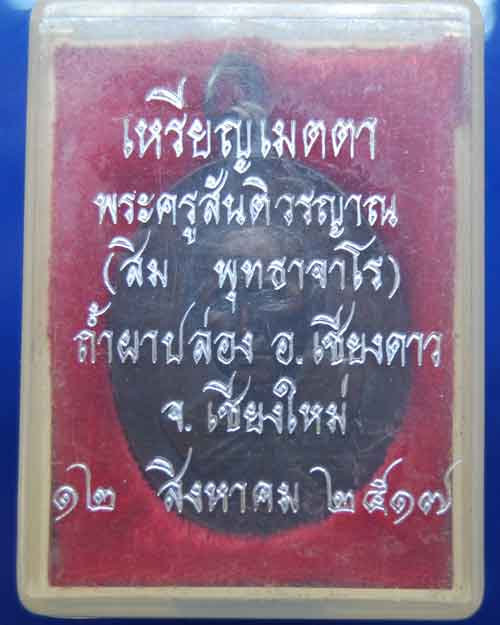 เหรียญเมตตา
พระครูสันติวรญาณ
(สิม พุทธาจาโร)
ถ้ำผาปล่อง อ. เชียงดาว
จ. เชียงใหม่
๑๒ สิงหาคม ๒๕๑๗